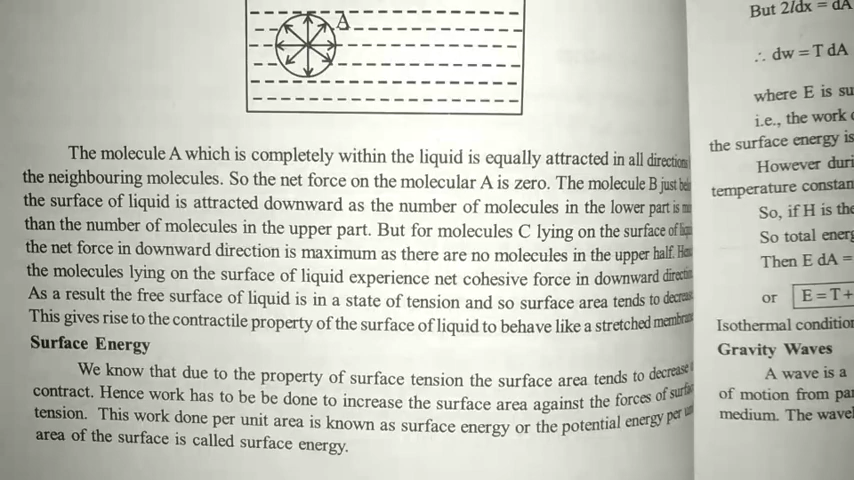 A
The molecule A which is completely within the liquid is equally attracted in all directions
the neighbouring molecules. So the net force on the molecular A is zero. The molecule B just
the surface of liquid is attracted downward as the number of molecules in the lower part is
than the number of molecules in the upper part. But for molecules C lying on the surface of
the net force in downward direction is maximum as there are no molecules in the upper half.
the molecules lying on the surface of liquid experience net cohesive force in downward
As a result the free surface of liquid is in a state of tension and so surface area tends to
This gives rise to the contractile property of the surface of liquid to behave like a stretched
Surface Energy
We know that due to the property of surface tension the surface area tends to decrease
contract. Hence work has to be be done to increase the surface area against the forces of
tension. This work done per unit area is known as surface energy or the potential energy per
area of the surface is called surface energy.
But 2ldx = dA
∴ dw = T dA
where E is su
i.e., the work
the surface energy is
However duri
temperature constan
So, if H is the
So total energ
Then E dA =
or E = T +
Isothermal condition
Gravity Waves
A wave is a
of motion from par
medium. The wavel